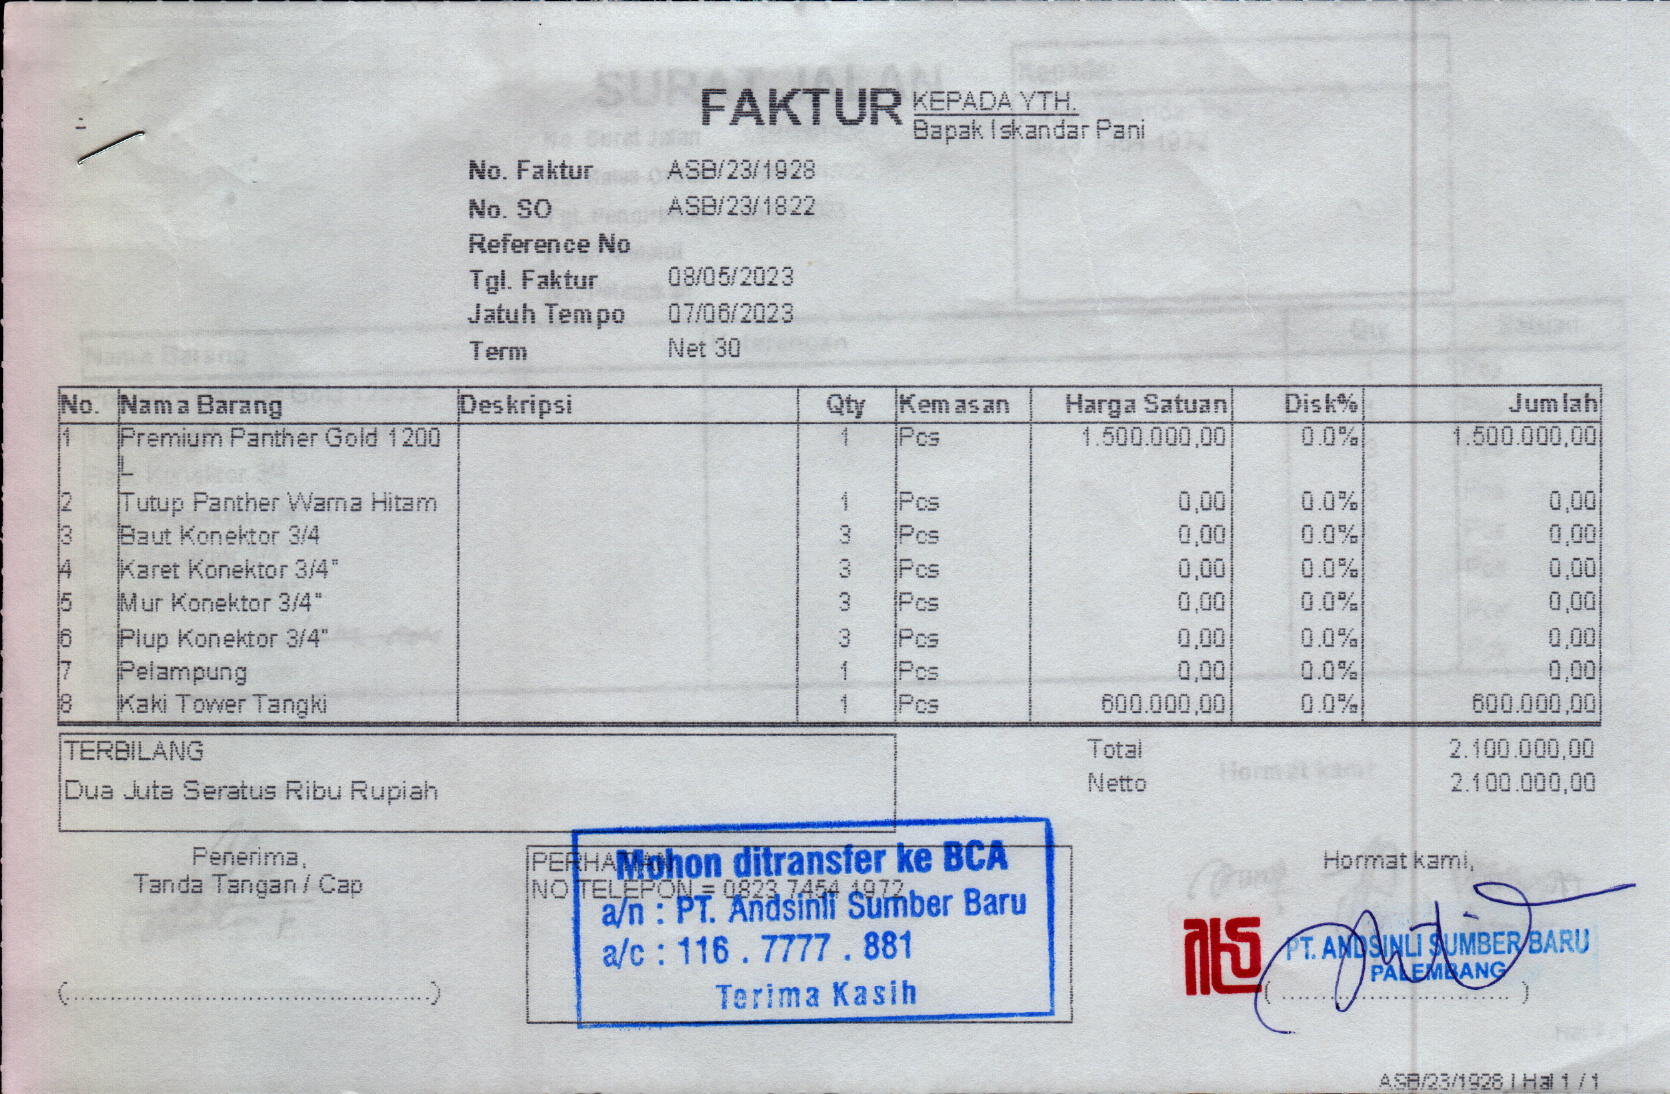 FAKTUR
KEPADA YTH.
Bapak Iskandar Pani
No. Faktur ASB/23/1928
No. SO ASB/23/1822
Reference No
Tgl. Faktur 08/05/2023
Jatuh Tempo 07/06/2023
Term Net 30
No. Nama Barang Deskripsi Qty Kemasan Harga Satuan Disk% Jumlah
1 Premium Panther Gold 1200 1 Pcs 1.500.000,00 0.0% 1.500.000,00
L
2 Tutup Panther Warna Hitam 1 Pcs 0,00 0.0% 0,00
3 Baut Konektor 3/4 3 Pcs 0,00 0.0% 0,00
4 Karet Konektor 3/4" 3 Pcs 0,00 0.0% 0,00
5 Mur Konektor 3/4" 3 Pcs 0,00 0.0% 0,00
6 Plup Konektor 3/4" 3 Pcs 0,00 0.0% 0,00
7 Pelampung 1 Pcs 0,00 0.0% 0,00
8 Kaki Tower Tangki 1 Pcs 600.000,00 0.0% 600.000,00
TERBILANG
Dua Juta Seratus Ribu Rupiah
Total 2.100.000,00
Netto 2.100.000,00
Penerima,
Tanda Tangan / Cap
(...............................................)
NO TELEPON = 0823 7454 1972
Mohon ditransfer ke BCA
a/n : PT. Andsinli Sumber Baru
a/c : 116 . 7777 . 881
Terima Kasih
Hormat kami,
PT. ANDSINLI SUMBER BARU
PALEMBANG
( .............................. )
ASB/23/1928 | Hal 1 / 1